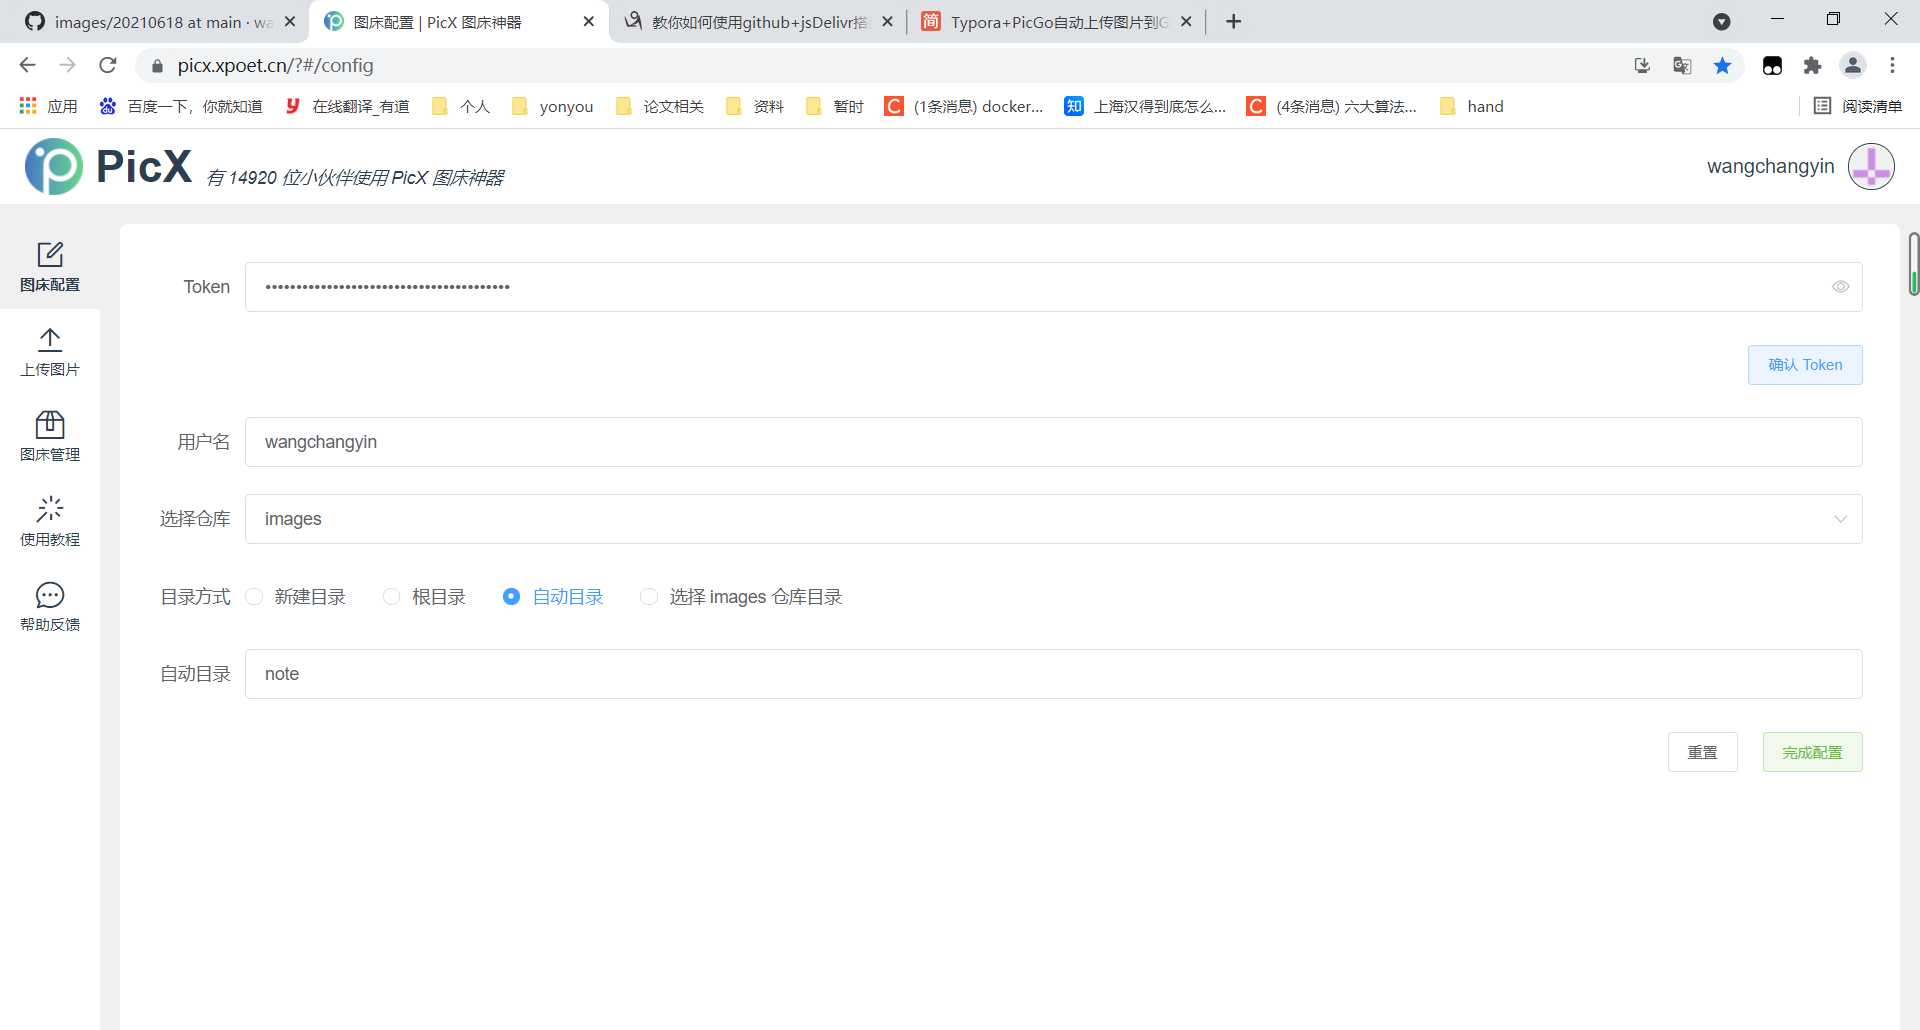 images/20210618 at main · wa
图床配置 | PicX 图床神器
教你如何使用github+jsDelivr搭
Typora+PicGo自动上传图片到G
picx.xpoet.cn/?#/config
应用
百度一下，你就知道
在线翻译_有道
个人
yonyou
论文相关
资料
暂时
(1条消息) docker...
上海汉得到底怎么...
(4条消息) 六大算法...
hand
阅读清单
PicX 有 14920 位小伙伴使用 PicX 图床神器
wangchangyin
图床配置
上传图片
图床管理
使用教程
帮助反馈
Token ••••••••••••••••••••••••••••••••••••••••
确认 Token
用户名 wangchangyin
选择仓库 images
目录方式 新建目录 根目录 自动目录 选择 images 仓库目录
自动目录 note
重置 完成配置